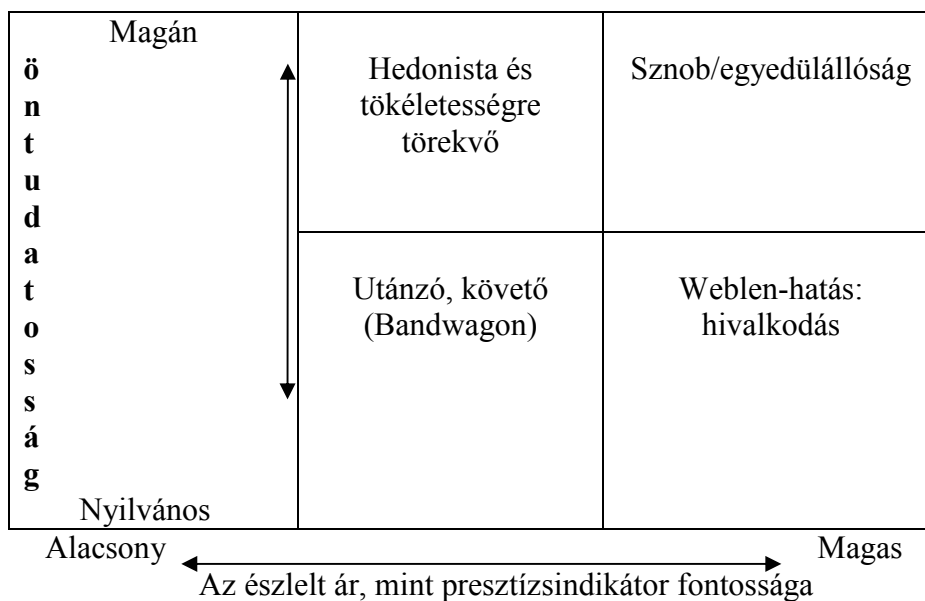 Magán
öntudatosság
Nyilvános
Hedonista és
tökéletességre
törekvő
Sznob/egyedülállóság
Utánzó, követő
(Bandwagon)
Weblen-hatás:
hivalkodás
Alacsony
Magas
Az észlelt ár, mint presztízsindikátor fontossága